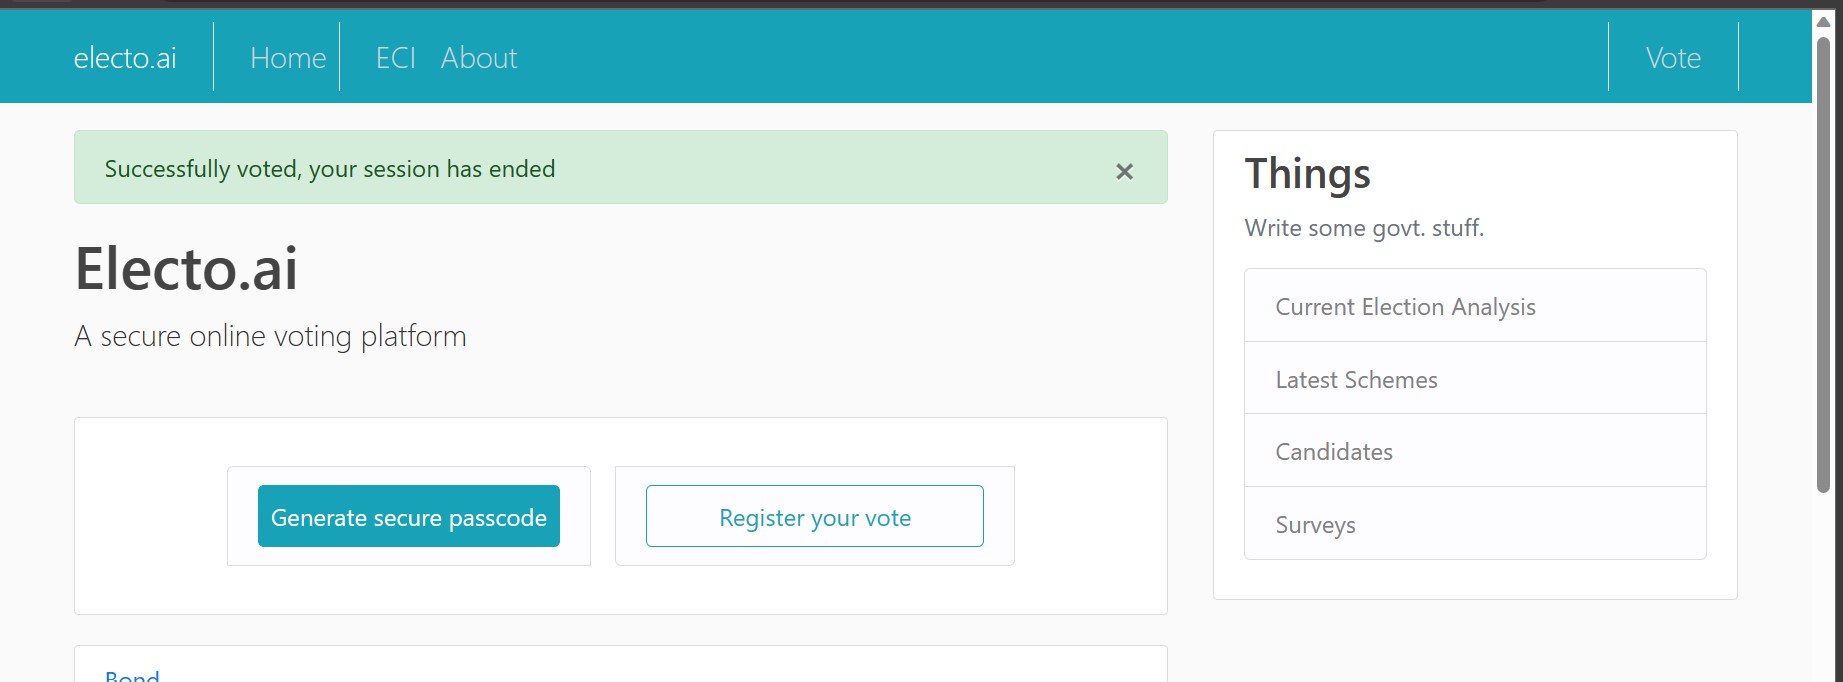 electo.ai Home ECI About Vote
Successfully voted, your session has ended ×
Electo.ai
A secure online voting platform
Generate secure passcode Register your vote
Bond
Things
Write some govt. stuff.
Current Election Analysis
Latest Schemes
Candidates
Surveys